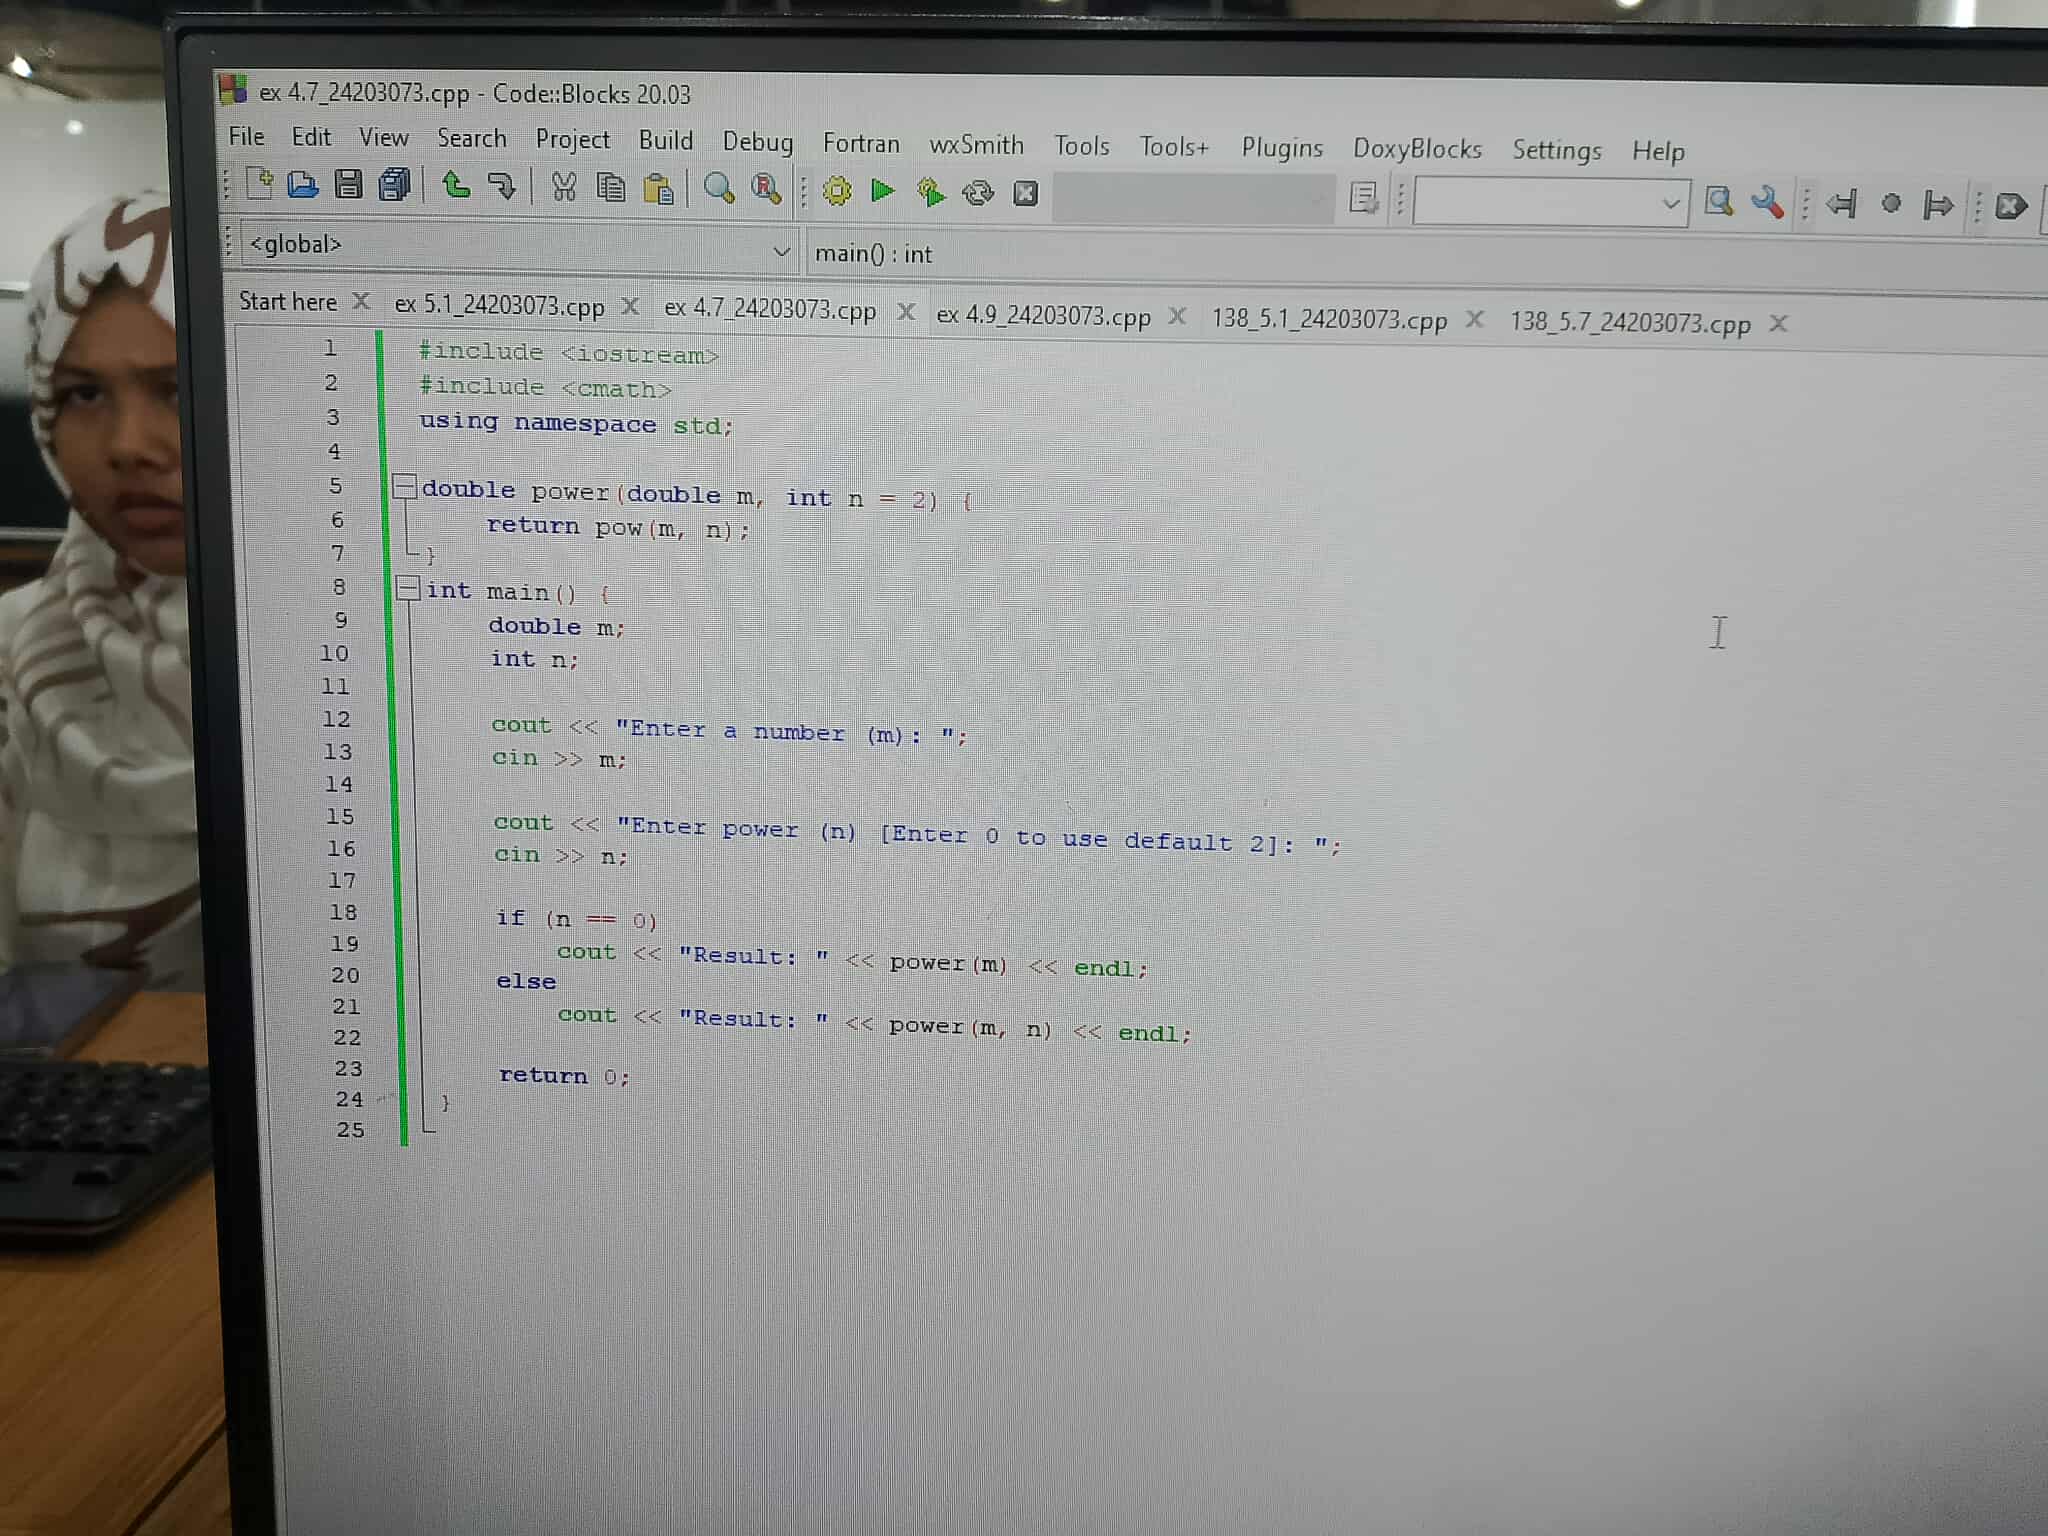 ex 4.7_24203073.cpp - Code::Blocks 20.03
File Edit View Search Project Build Debug Fortran wxSmith Tools Tools+ Plugins DoxyBlocks Settings Help
<global> main() : int
Start here ex 5.1_24203073.cpp ex 4.7_24203073.cpp ex 4.9_24203073.cpp 138_5.1_24203073.cpp 138_5.7_24203073.cpp
1 #include <iostream>
2 #include <cmath>
3 using namespace std;
4
5 double power(double m, int n = 2) {
6     return pow(m, n);
7 }
8 int main() {
9     double m;
10     int n;
11
12     cout << "Enter a number (m): ";
13     cin >> m;
14
15     cout << "Enter power (n) [Enter 0 to use default 2]: ";
16     cin >> n;
17
18     if (n == 0)
19         cout << "Result: " << power(m) << endl;
20     else
21         cout << "Result: " << power(m, n) << endl;
22
23     return 0;
24 }
25